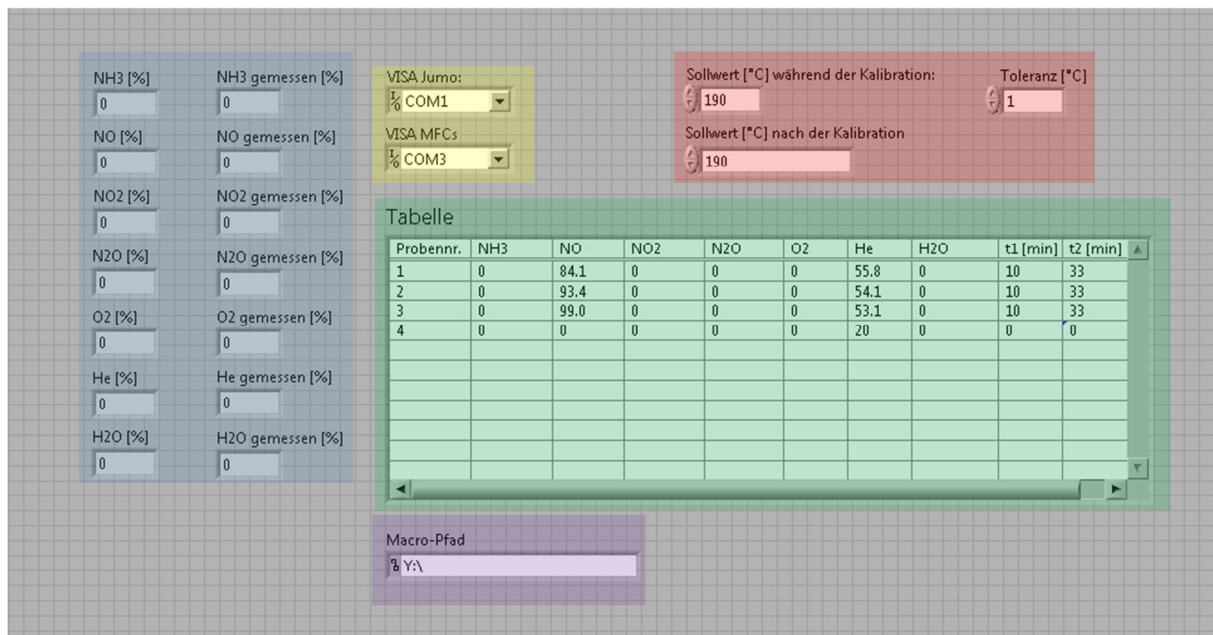 NH3 [%] NH3 gemessen [%]
0 0
NO [%] NO gemessen [%]
0 0
NO2 [%] NO2 gemessen [%]
0 0
N2O [%] N2O gemessen [%]
0 0
O2 [%] O2 gemessen [%]
0 0
He [%] He gemessen [%]
0 0
H2O [%] H2O gemessen [%]
0 0
VISA Jumo:
COM1
VISA MFCs
COM3
Sollwert [°C] während der Kalibration: Toleranz [°C]
190 1
Sollwert [°C] nach der Kalibration
190
Tabelle
Probennr. NH3 NO NO2 N2O O2 He H2O t1 [min] t2 [min]
1 0 84.1 0 0 0 55.8 0 10 33
2 0 93.4 0 0 0 54.1 0 10 33
3 0 99.0 0 0 0 53.1 0 10 33
4 0 0 0 0 0 20 0 0 0
Macro-Pfad
Y:\